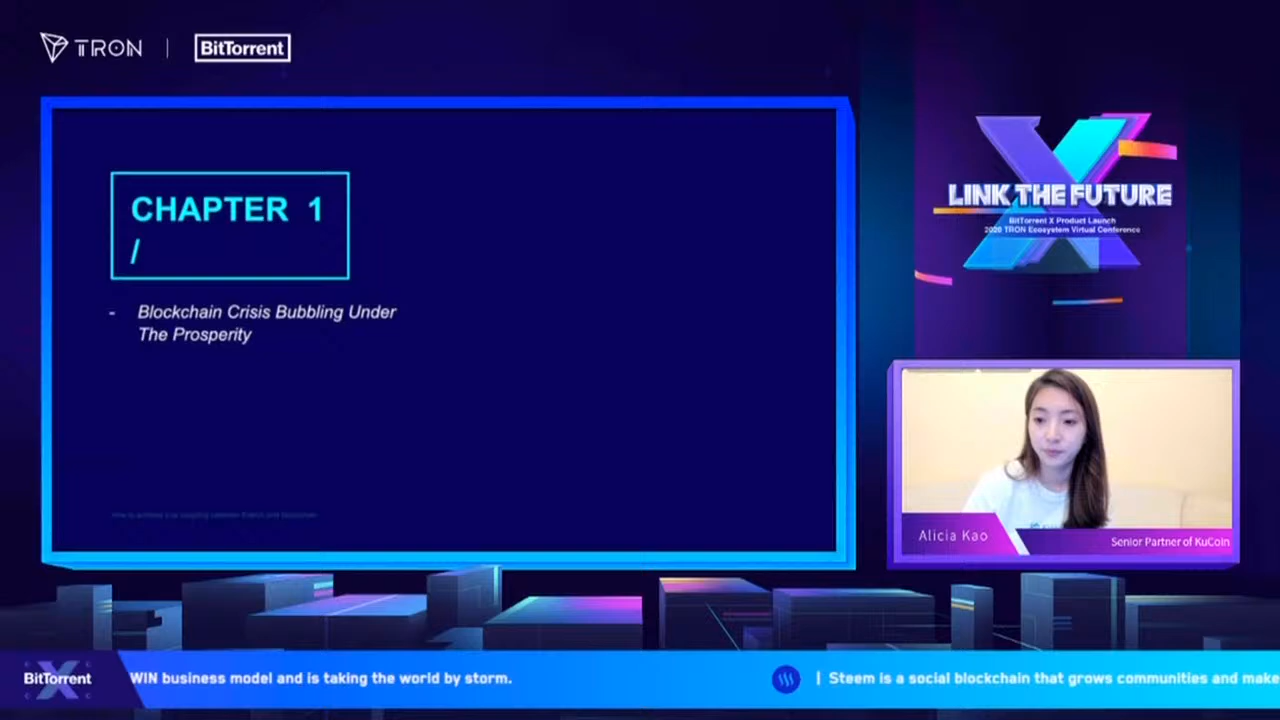 TRON
BitTorrent
CHAPTER 1
/
- Blockchain Crisis Bubbling Under
The Prosperity
X
LINK THE FUTURE
BitTorrent X Product Launch
2020 TRON Ecosystem Virtual Conference
Alicia Kao
Senior Partner of KuCoin
BitTorrent
X
WIN business model and is taking the world by storm.
| Steem is a social blockchain that grows communities and make